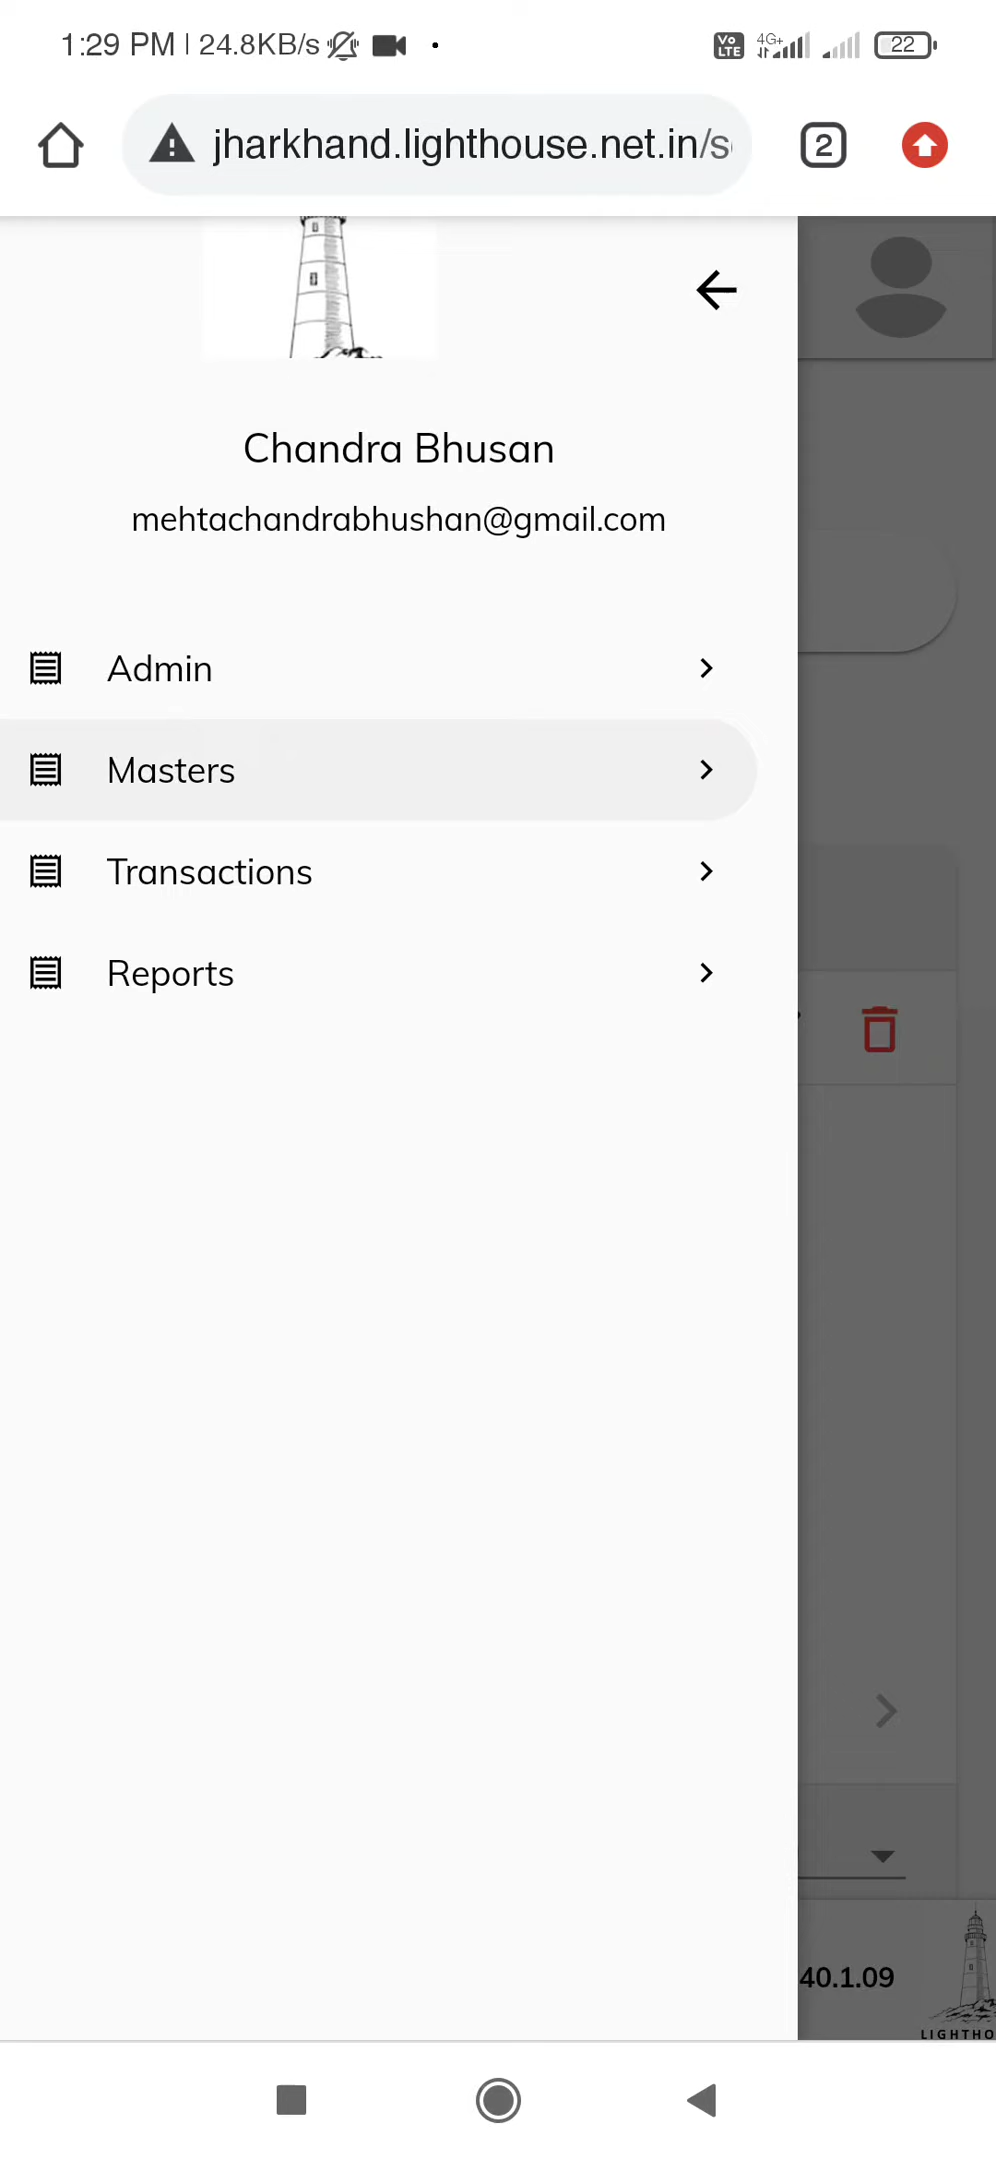 1:29 PM | 24.8KB/s
Vo LTE 4G+ 22
jharkhand.lighthouse.net.in/s
2
Chandra Bhusan
mehtachandrabhushan@gmail.com
Admin
Masters
Transactions
Reports
40.1.09
LIGHTHO